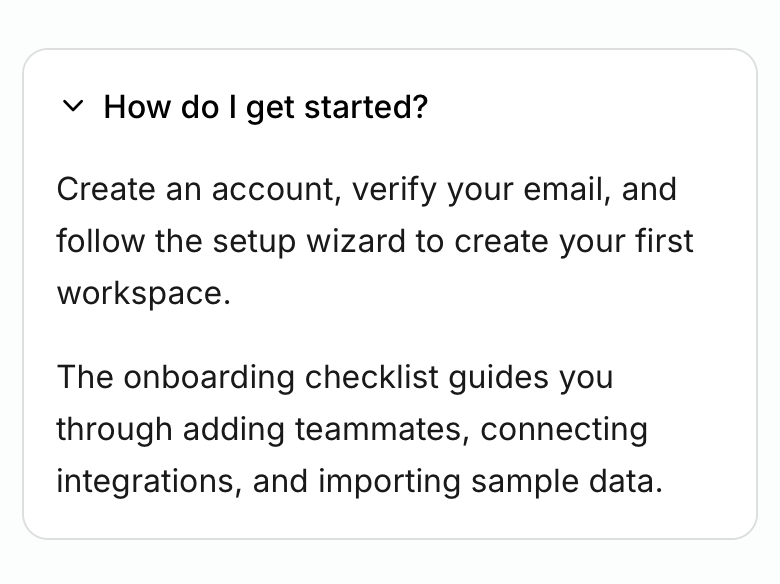 How do I get started?
Create an account, verify your email, and
follow the setup wizard to create your first
workspace.
The onboarding checklist guides you
through adding teammates, connecting
integrations, and importing sample data.